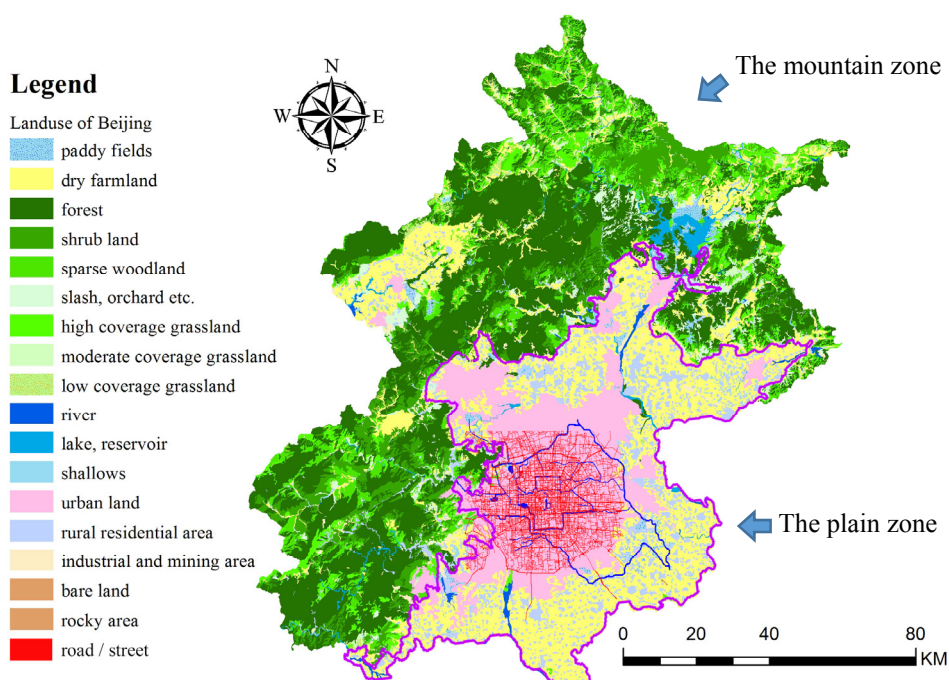 Legend
Landuse of Beijing
paddy fields
dry farmland
forest
shrub land
sparse woodland
slash, orchard etc.
high coverage grassland
moderate coverage grassland
low coverage grassland
river
lake, reservoir
shallows
urban land
rural residential area
industrial and mining area
bare land
rocky area
road / street
N
W E
S
The mountain zone
The plain zone
0 20 40 80
KM